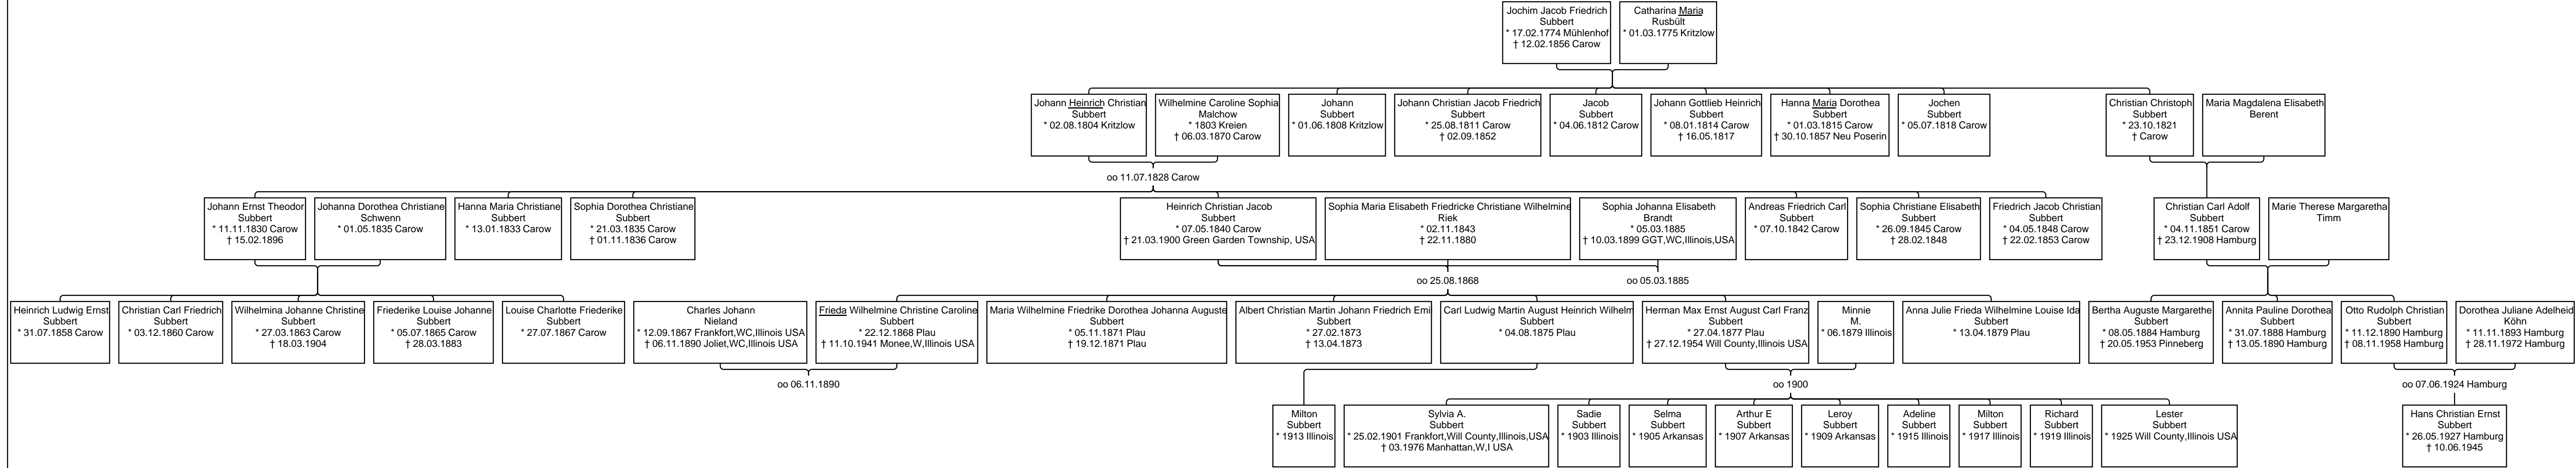 Jochim Jacob Friedrich
Subbert
* 17.02.1774 Mühlenhof
† 12.02.1856 Carow
Catharina Maria
Rusbült
* 01.03.1775 Kritzlow
Johann Heinrich Christian
Subbert
* 02.08.1804 Kritzlow
Wilhelmine Caroline Sophia
Malchow
* 1803 Kreien
† 06.03.1870 Carow
Johann
Subbert
* 01.06.1808 Kritzlow
Johann Christian Jacob Friedrich
Subbert
* 25.08.1811 Carow
† 02.09.1852
Jacob
Subbert
* 04.06.1812 Carow
Johann Gottlieb Heinrich
Subbert
* 08.01.1814 Carow
† 16.05.1817
Hanna Maria Dorothea
Subbert
* 01.03.1815 Carow
† 30.10.1857 Neu Poserin
Jochen
Subbert
* 05.07.1818 Carow
Christian Christoph
Subbert
* 23.10.1821
† Carow
Maria Magdalena Elisabeth
Berent
oo 11.07.1828 Carow
Johann Ernst Theodor
Subbert
* 11.11.1830 Carow
† 15.02.1896
Johanna Dorothea Christiane
Schwenn
* 01.05.1835 Carow
Hanna Maria Christiane
Subbert
* 13.01.1833 Carow
Sophia Dorothea Christiane
Subbert
* 21.03.1835 Carow
† 01.11.1836 Carow
Heinrich Christian Jacob
Subbert
* 07.05.1840 Carow
† 21.03.1900 Green Garden Township, USA
Sophia Maria Elisabeth Friedricke Christiane Wilhelmine
Riek
* 02.11.1843
† 22.11.1880
Sophia Johanna Elisabeth
Brandt
* 05.03.1885
† 10.03.1899 GGT,WC,Illinois,USA
Andreas Friedrich Carl
Subbert
* 07.10.1842 Carow
Sophia Christiane Elisabeth
Subbert
* 26.09.1845 Carow
† 28.02.1848
Friedrich Jacob Christian
Subbert
* 04.05.1848 Carow
† 22.02.1853 Carow
Christian Carl Adolf
Subbert
* 04.11.1851 Carow
† 23.12.1908 Hamburg
Marie Therese Margaretha
Timm
oo 25.08.1868
oo 05.03.1885
Heinrich Ludwig Ernst
Subbert
* 31.07.1858 Carow
Christian Carl Friedrich
Subbert
* 03.12.1860 Carow
Wilhelmina Johanne Christine
Subbert
* 27.03.1863 Carow
† 18.03.1904
Friederike Louise Johanne
Subbert
* 05.07.1865 Carow
† 28.03.1883
Louise Charlotte Friederike
Subbert
* 27.07.1867 Carow
Charles Johann
Nieland
* 12.09.1867 Frankfort,WC,Illinois USA
† 06.11.1890 Joliet,WC,Illinois USA
Frieda Wilhelmine Christine Caroline
Subbert
* 22.12.1868 Plau
† 11.10.1941 Monee,W,Illinois USA
Maria Wilhelmine Friedrike Dorothea Johanna Auguste
Subbert
* 05.11.1871 Plau
† 19.12.1871 Plau
Albert Christian Martin Johann Friedrich Emi
Subbert
* 27.02.1873
† 13.04.1873
Carl Ludwig Martin August Heinrich Wilhelm
Subbert
* 04.08.1875 Plau
Herman Max Ernst August Carl Franz
Subbert
* 27.04.1877 Plau
† 27.12.1954 Will County,Illinois USA
Minnie
M.
* 06.1879 Illinois
Anna Julie Frieda Wilhelmine Louise Ida
Subbert
* 13.04.1879 Plau
Bertha Auguste Margarethe
Subbert
* 08.05.1884 Hamburg
† 20.05.1953 Pinneberg
Annita Pauline Dorothea
Subbert
* 31.07.1888 Hamburg
† 13.05.1890 Hamburg
Otto Rudolph Christian
Subbert
* 11.12.1890 Hamburg
† 08.11.1958 Hamburg
Dorothea Juliane Adelheid
Köhn
* 11.11.1893 Hamburg
† 28.11.1972 Hamburg
oo 06.11.1890
oo 1900
oo 07.06.1924 Hamburg
Milton
Subbert
* 1913 Illinois
Sylvia A.
Subbert
* 25.02.1901 Frankfort,Will County,Illinois,USA
† 03.1976 Manhattan,W,I USA
Sadie
Subbert
* 1903 Illinois
Selma
Subbert
* 1905 Arkansas
Arthur E
Subbert
* 1907 Arkansas
Leroy
Subbert
* 1909 Arkansas
Adeline
Subbert
* 1915 Illinois
Milton
Subbert
* 1917 Illinois
Richard
Subbert
* 1919 Illinois
Lester
Subbert
* 1925 Will County,Illinois USA
Hans Christian Ernst
Subbert
* 26.05.1927 Hamburg
† 10.06.1945